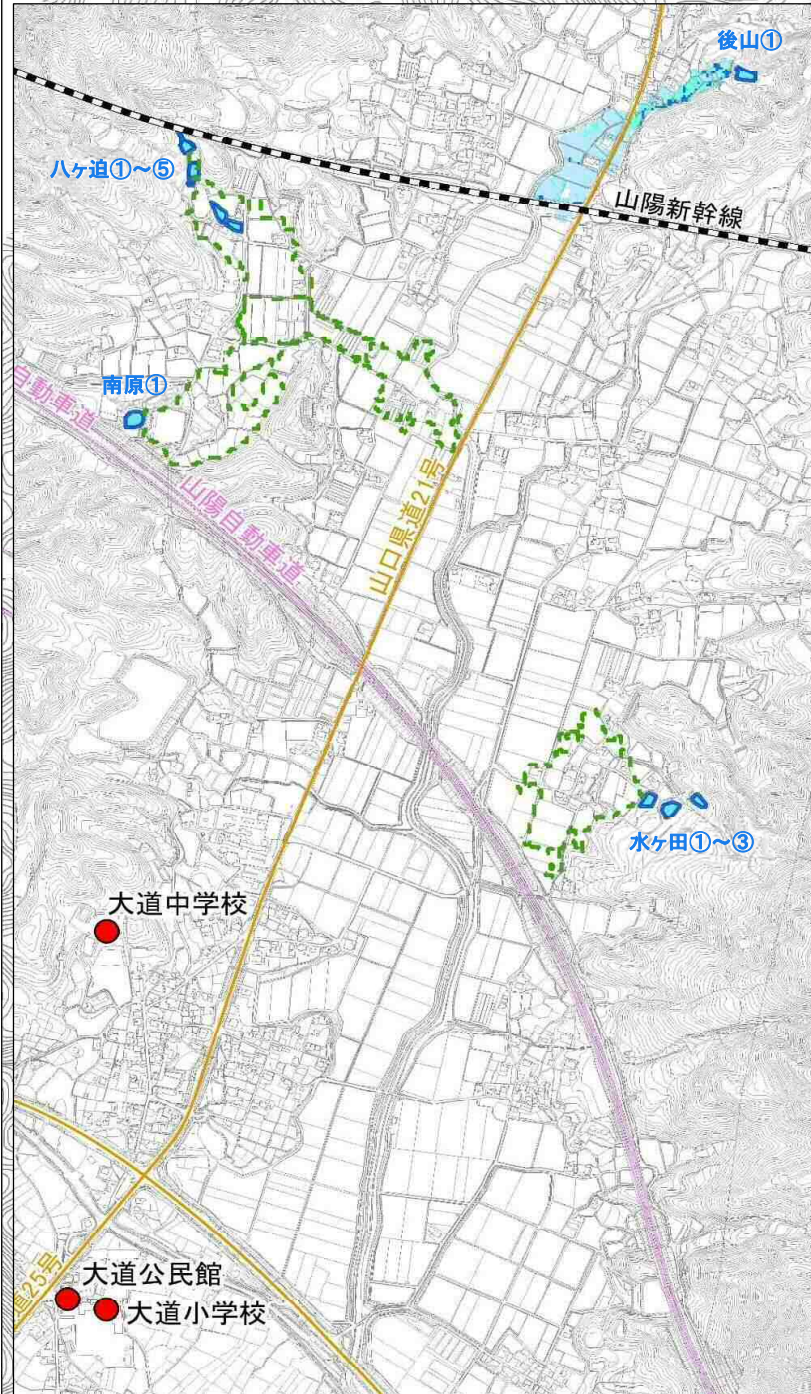 後山①
八ヶ迫①～⑤
山陽新幹線
南原①
自動車道
山陽自動車道
山口県道21号
水ヶ田①～③
大道中学校
大道公民館
道25号
大道小学校